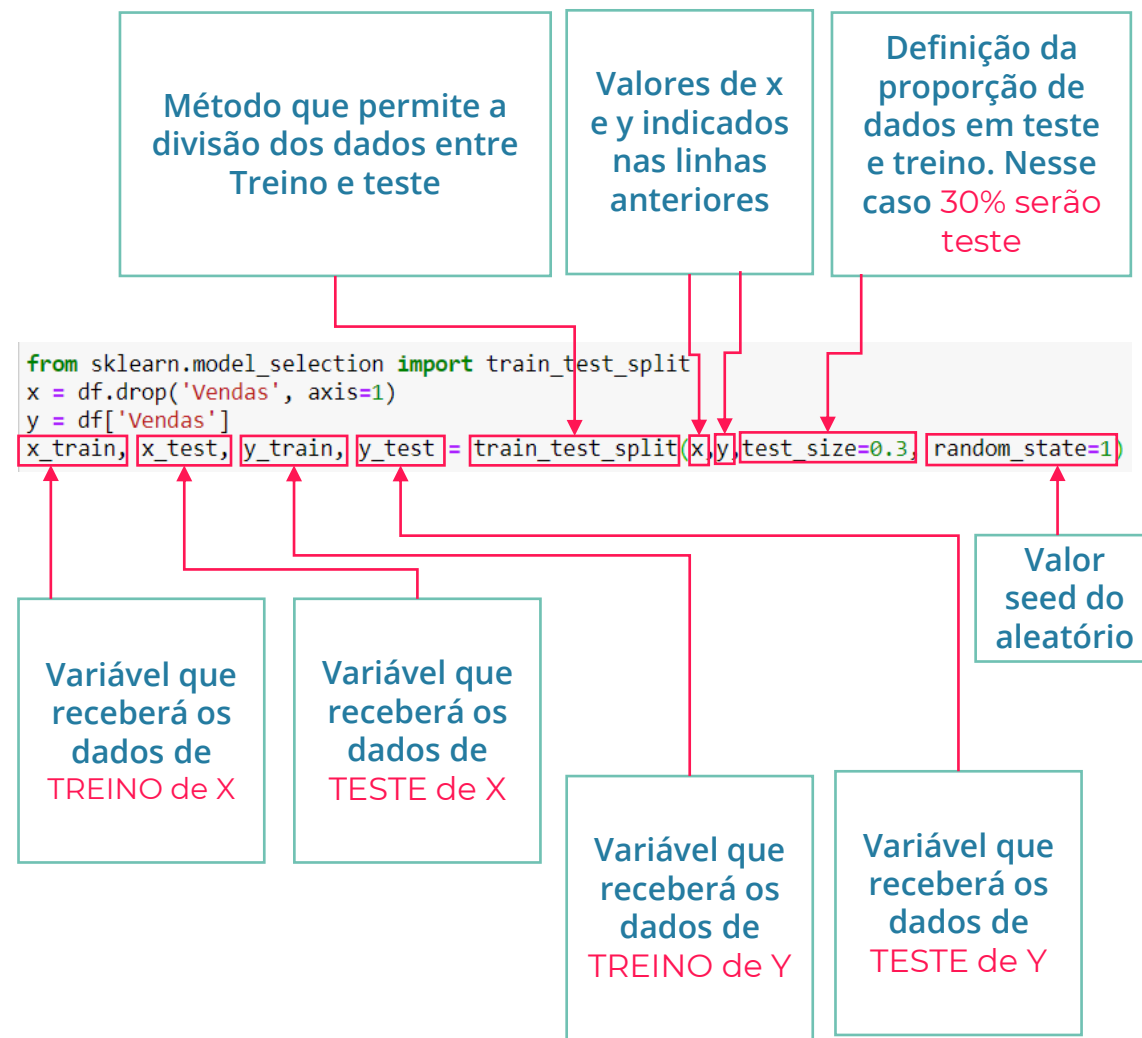 Método que permite a
divisão dos dados entre
Treino e teste
Valores de x
e y indicados
nas linhas
anteriores
Definição da
proporção de
dados em teste
e treino. Nesse
caso 30% serão
teste
from sklearn.model_selection import train_test_split
x = df.drop('Vendas', axis=1)
y = df['Vendas']
x_train, x_test, y_train, y_test = train_test_split(x,y,test_size=0.3, random_state=1)
Valor
seed do
aleatório
Variável que
receberá os
dados de
TREINO de X
Variável que
receberá os
dados de
TESTE de X
Variável que
receberá os
dados de
TREINO de Y
Variável que
receberá os
dados de
TESTE de Y